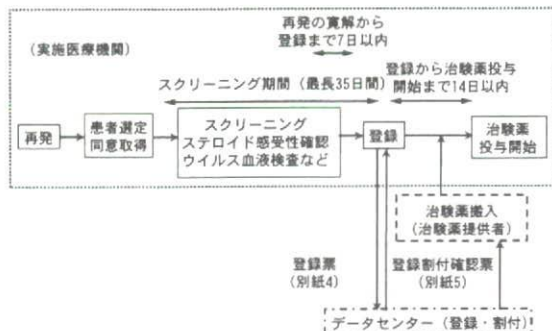 再発の寛解から
登録まで7日以内
(実施医療機関)
登録から治験薬投与
開始まで14日以内
スクリーニング期間(最長35日間)
再発
患者選定
同意取得
スクリーニング
ステロイド感受性確認
ウイルス血液検査など
登録
治験薬
投与開始
治験薬搬入
(治験薬提供者)
登録票
(別紙4)
登録割付確認票
(別紙5)
データセンター(登録・割付)